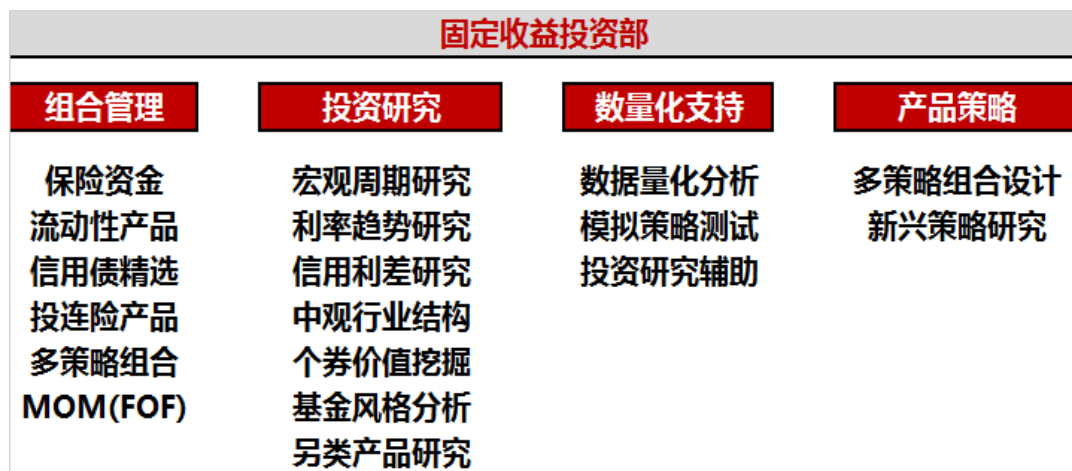 固定收益投资部
组合管理
保险资金
流动性产品
信用债精选
投连险产品
多策略组合
MOM(FOF)
投资研究
宏观周期研究
利率趋势研究
信用利差研究
中观行业结构
个券价值挖掘
基金风格分析
另类产品研究
数量化支持
数据量化分析
模拟策略测试
投资研究辅助
产品策略
多策略组合设计
新兴策略研究